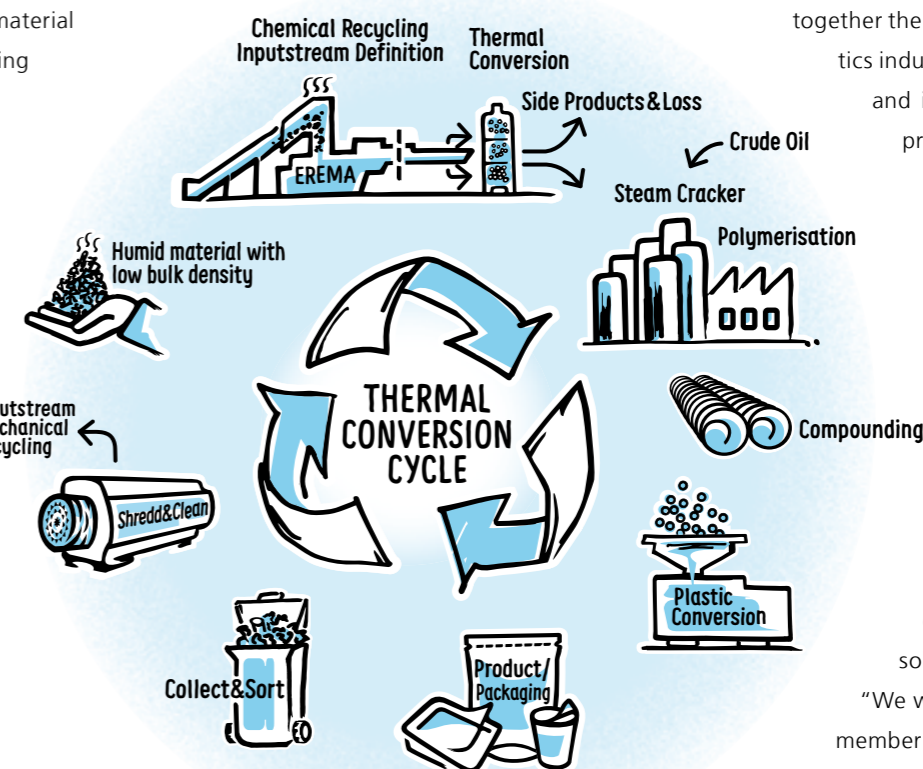 material
ing
together the
tics indu
and i
pr
Chemical Recycling
Inputstream Definition
Thermal
Conversion
Side Products&Loss
Crude Oil
EREMA
Steam Cracker
Polymerisation
Humid material with
low bulk density
THERMAL
CONVERSION
CYCLE
Compounding
utstream
chanical
cycling
Shredd&Clean
Plastic
Conversion
Collect&Sort
Product/
Packaging
so
"We w
member